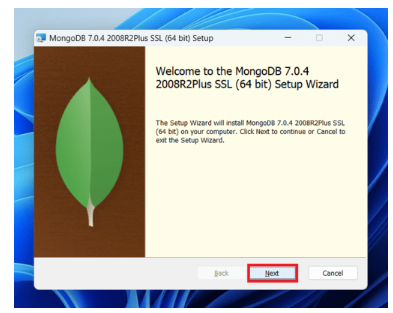 MongoDB 7.0.4 2008R2Plus SSL (64 bit) Setup
Welcome to the MongoDB 7.0.4
2008R2Plus SSL (64 bit) Setup Wizard
The Setup Wizard will install MongoDB 7.0.4 2008R2Plus SSL
(64 bit) on your computer. Click Next to continue or Cancel to
exit the Setup Wizard.
Back Next Cancel